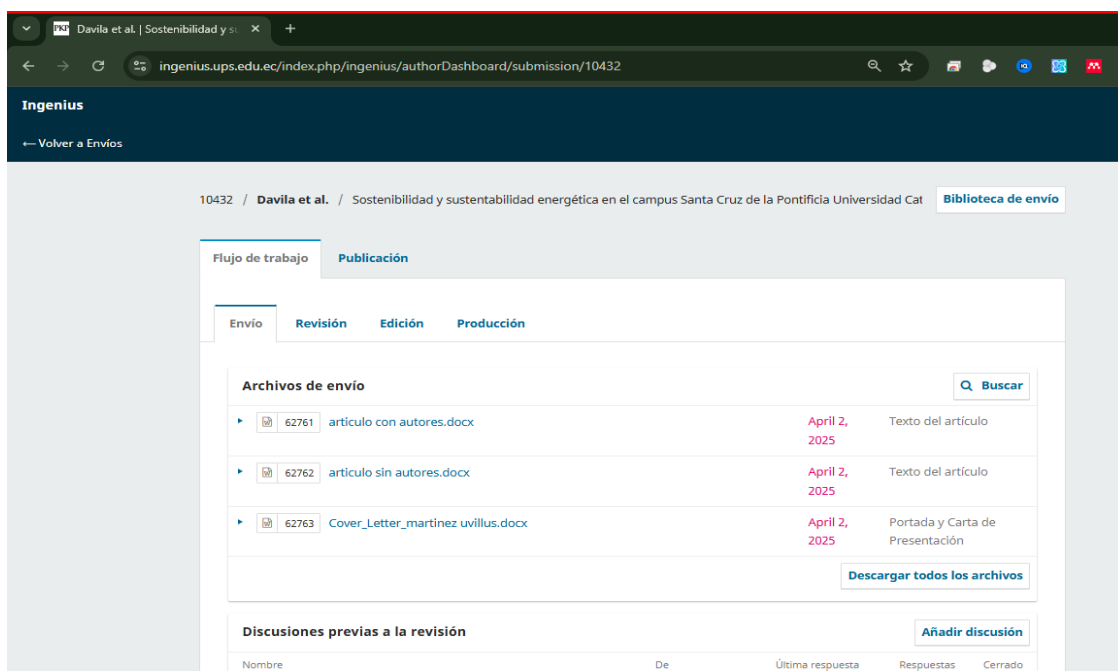 PKP Davila et al. | Sostenibilidad y su
ingenius.ups.edu.ec/index.php/ingenius/authorDashboard/submission/10432
Ingenius
← Volver a Envíos
10432 / Davila et al. / Sostenibilidad y sustentabilidad energética en el campus Santa Cruz de la Pontificia Universidad Cat
Biblioteca de envío
Flujo de trabajo Publicación
Envío Revisión Edición Producción
Archivos de envío Buscar
62761 articulo con autores.docx April 2, 2025 Texto del artículo
62762 articulo sin autores.docx April 2, 2025 Texto del artículo
62763 Cover_Letter_martinez uvillus.docx April 2, 2025 Portada y Carta de Presentación
Descargar todos los archivos
Discusiones previas a la revisión Añadir discusión
Nombre De Última respuesta Respuestas Cerrado